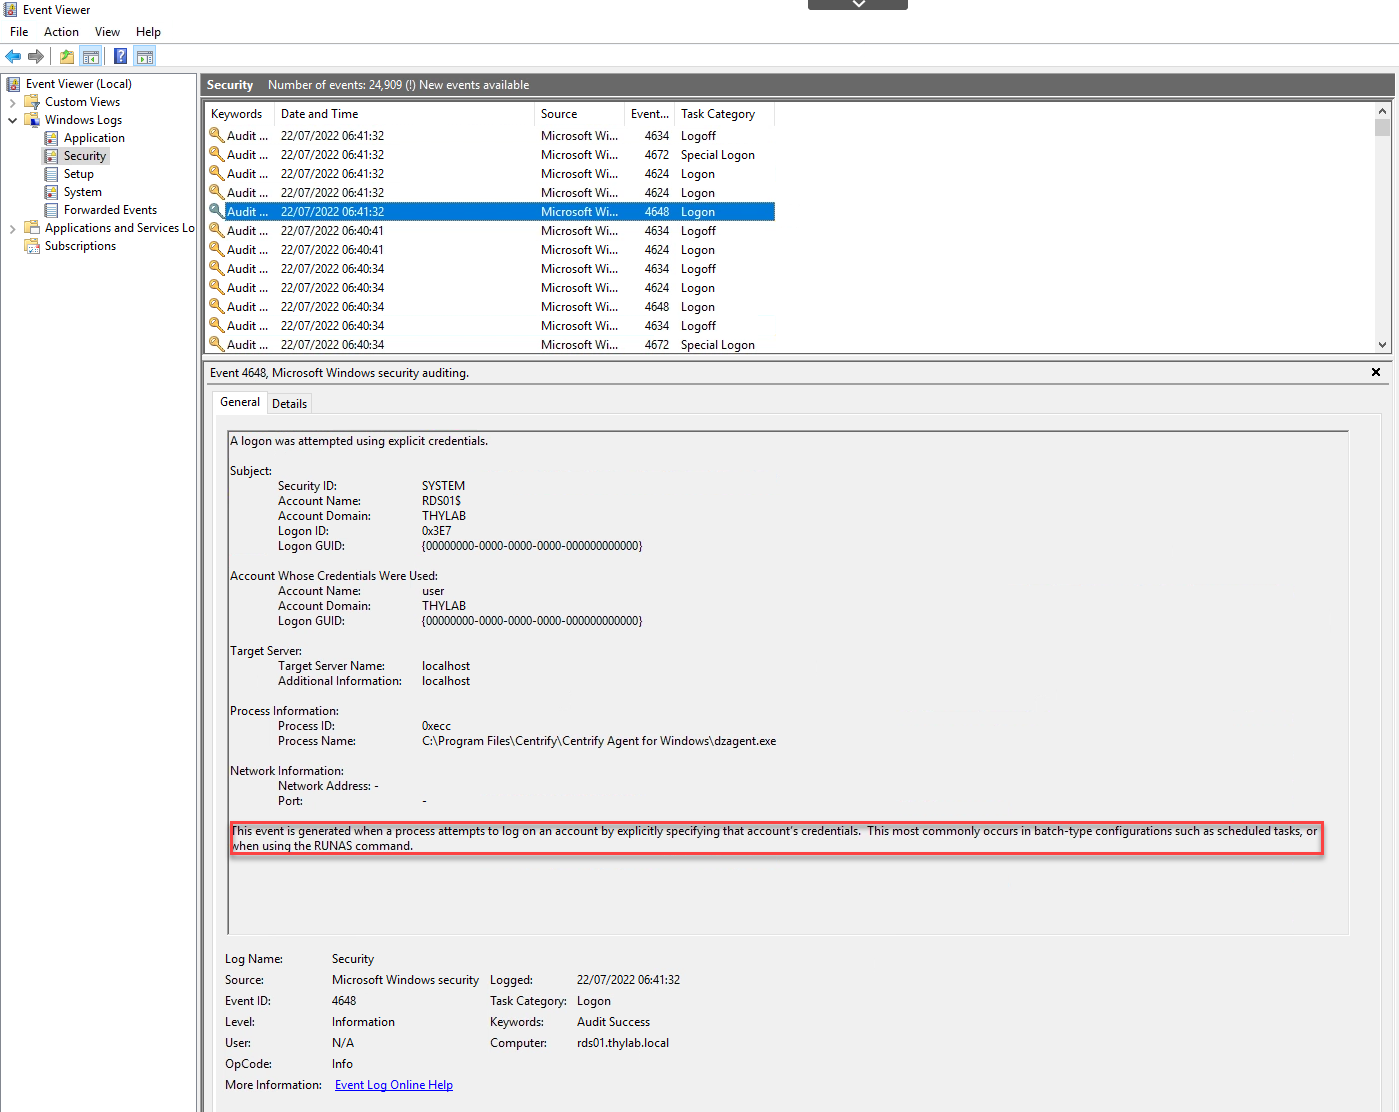 Event Viewer
File Action View Help
Event Viewer (Local)
Custom Views
Windows Logs
Application
Security
Setup
System
Forwarded Events
Applications and Services Lo
Subscriptions
Security Number of events: 24,909 (!) New events available
Keywords Date and Time Source Event... Task Category
Audit ... 22/07/2022 06:41:32 Microsoft Wi... 4634 Logoff
Audit ... 22/07/2022 06:41:32 Microsoft Wi... 4672 Special Logon
Audit ... 22/07/2022 06:41:32 Microsoft Wi... 4624 Logon
Audit ... 22/07/2022 06:41:32 Microsoft Wi... 4624 Logon
Audit ... 22/07/2022 06:41:32 Microsoft Wi... 4648 Logon
Audit ... 22/07/2022 06:40:41 Microsoft Wi... 4634 Logoff
Audit ... 22/07/2022 06:40:41 Microsoft Wi... 4624 Logon
Audit ... 22/07/2022 06:40:34 Microsoft Wi... 4634 Logoff
Audit ... 22/07/2022 06:40:34 Microsoft Wi... 4624 Logon
Audit ... 22/07/2022 06:40:34 Microsoft Wi... 4648 Logon
Audit ... 22/07/2022 06:40:34 Microsoft Wi... 4634 Logoff
Audit ... 22/07/2022 06:40:34 Microsoft Wi... 4672 Special Logon
Event 4648, Microsoft Windows security auditing.
General Details
A logon was attempted using explicit credentials.
Subject:
Security ID: SYSTEM
Account Name: RDS01$
Account Domain: THYLAB
Logon ID: 0x3E7
Logon GUID: {00000000-0000-0000-0000-000000000000}
Account Whose Credentials Were Used:
Account Name: user
Account Domain: THYLAB
Logon GUID: {00000000-0000-0000-0000-000000000000}
Target Server:
Target Server Name: localhost
Additional Information: localhost
Process Information:
Process ID: 0xecc
Process Name: C:\Program Files\Centrify\Centrify Agent for Windows\dzagent.exe
Network Information:
Network Address: -
Port: -
This event is generated when a process attempts to log on an account by explicitly specifying that account's credentials. This most commonly occurs in batch-type configurations such as scheduled tasks, or
when using the RUNAS command.
Log Name: Security
Source: Microsoft Windows security Logged: 22/07/2022 06:41:32
Event ID: 4648 Task Category: Logon
Level: Information Keywords: Audit Success
User: N/A Computer: rds01.thylab.local
OpCode: Info
More Information: Event Log Online Help